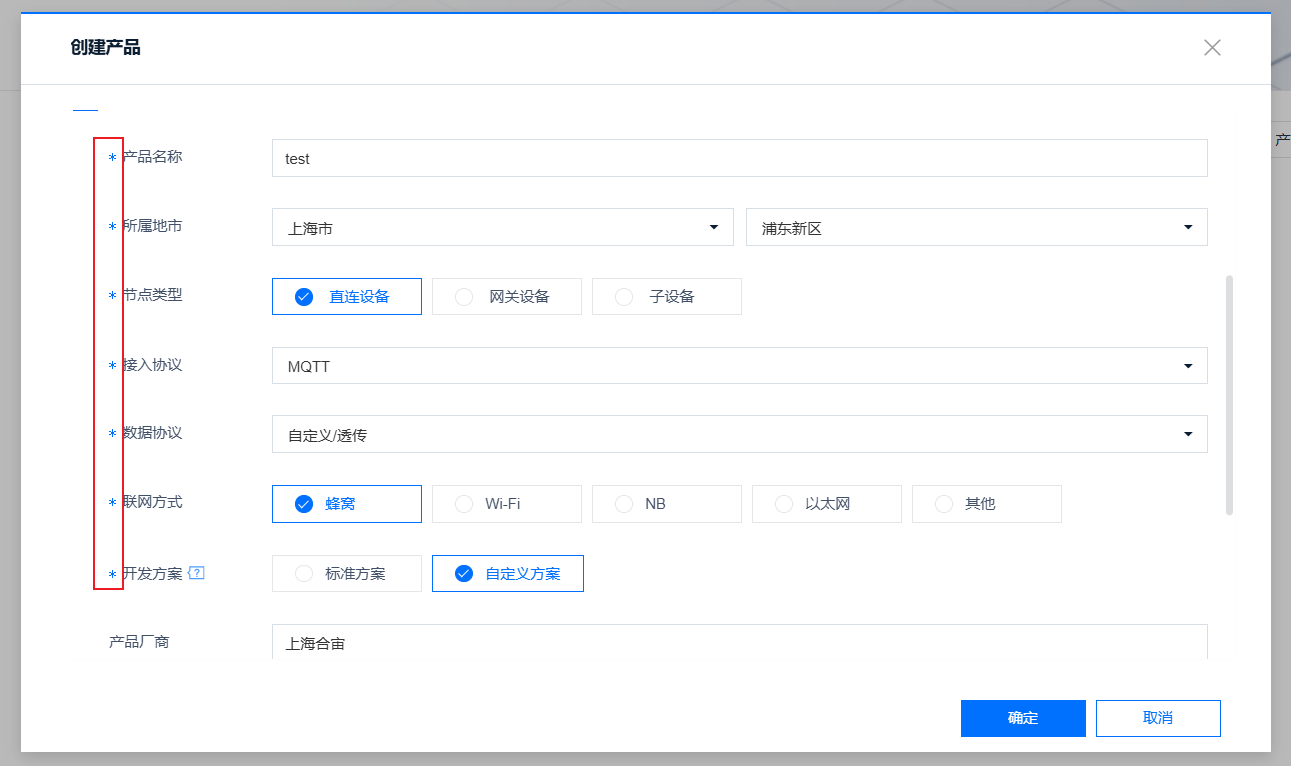 创建产品
产
* 产品名称 test
* 所属地市 上海市 浦东新区
* 节点类型 直连设备 网关设备 子设备
* 接入协议 MQTT
* 数据协议 自定义/透传
* 联网方式 蜂窝 Wi-Fi NB 以太网 其他
* 开发方案 ? 标准方案 自定义方案
产品厂商 上海合宙
确定 取消